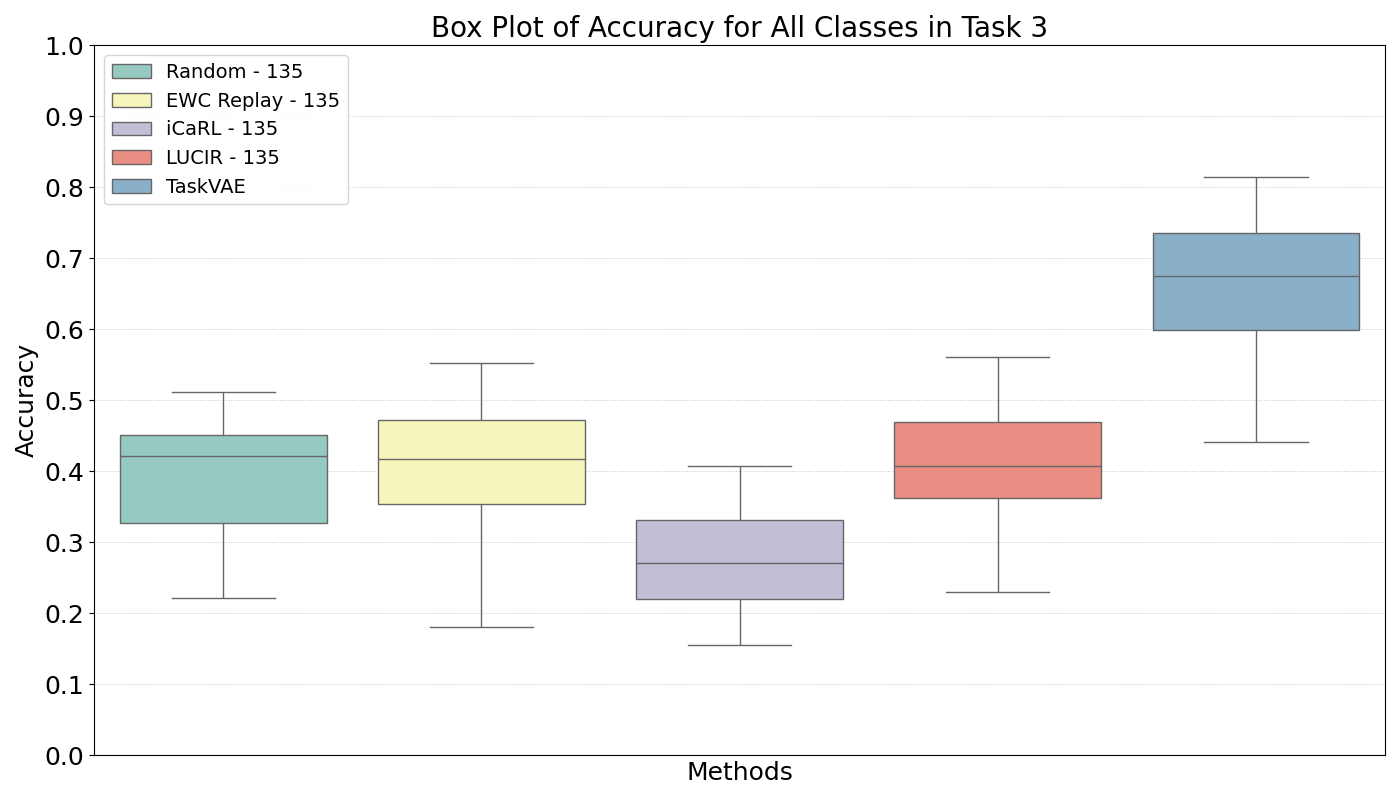 Box Plot of Accuracy for All Classes in Task 3
1.0
0.9
0.8
0.7
0.6
0.5
0.4
0.3
0.2
0.1
0.0
Accuracy
Random - 135
EWC Replay - 135
iCaRL - 135
LUCIR - 135
TaskVAE
Methods